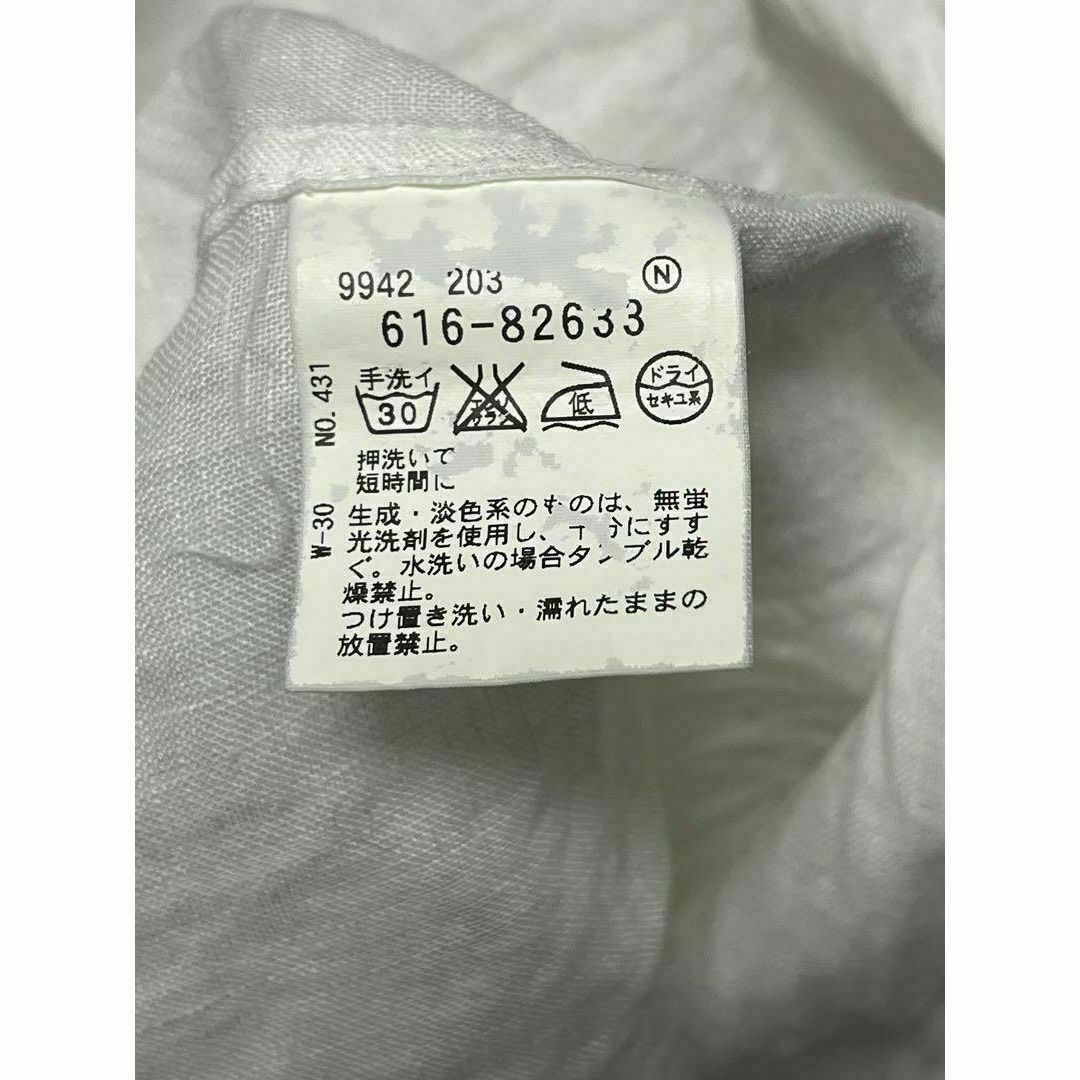 9942 203 N
616-82633
手洗イ 30 低 ドライ セキユ系
押洗いで
短時間に
生成・淡色系のものは、無蛍
光洗剤を使用し、十分にすす
ぐ。水洗いの場合タンブル乾
燥禁止。
つけ置き洗い・濡れたままの
放置禁止。
W-30 NO.431